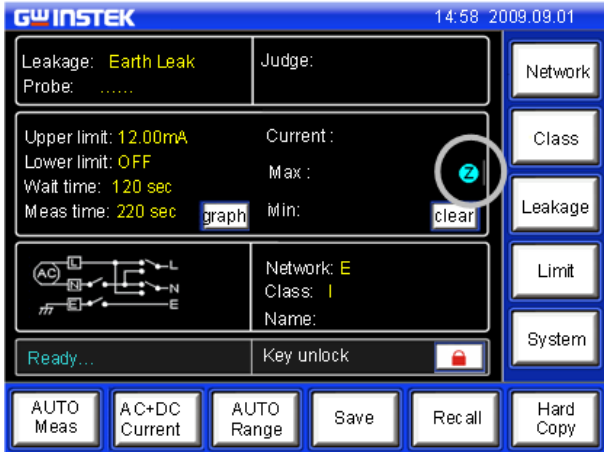 GW INSTEK
14:58 2009.09.01
Leakage: Earth Leak
Probe: ......
Judge:
Network
Upper limit: 12.00mA
Lower limit: OFF
Wait time: 120 sec
Meas time: 220 sec
graph
Current :
Max :
Z
Min:
clear
Class
Leakage
AC
L
N
E
L
N
E
Network: E
Class: I
Name:
Limit
System
Ready...
Key unlock
AUTO
Meas
AC+DC
Current
AUTO
Range
Save
Recall
Hard
Copy